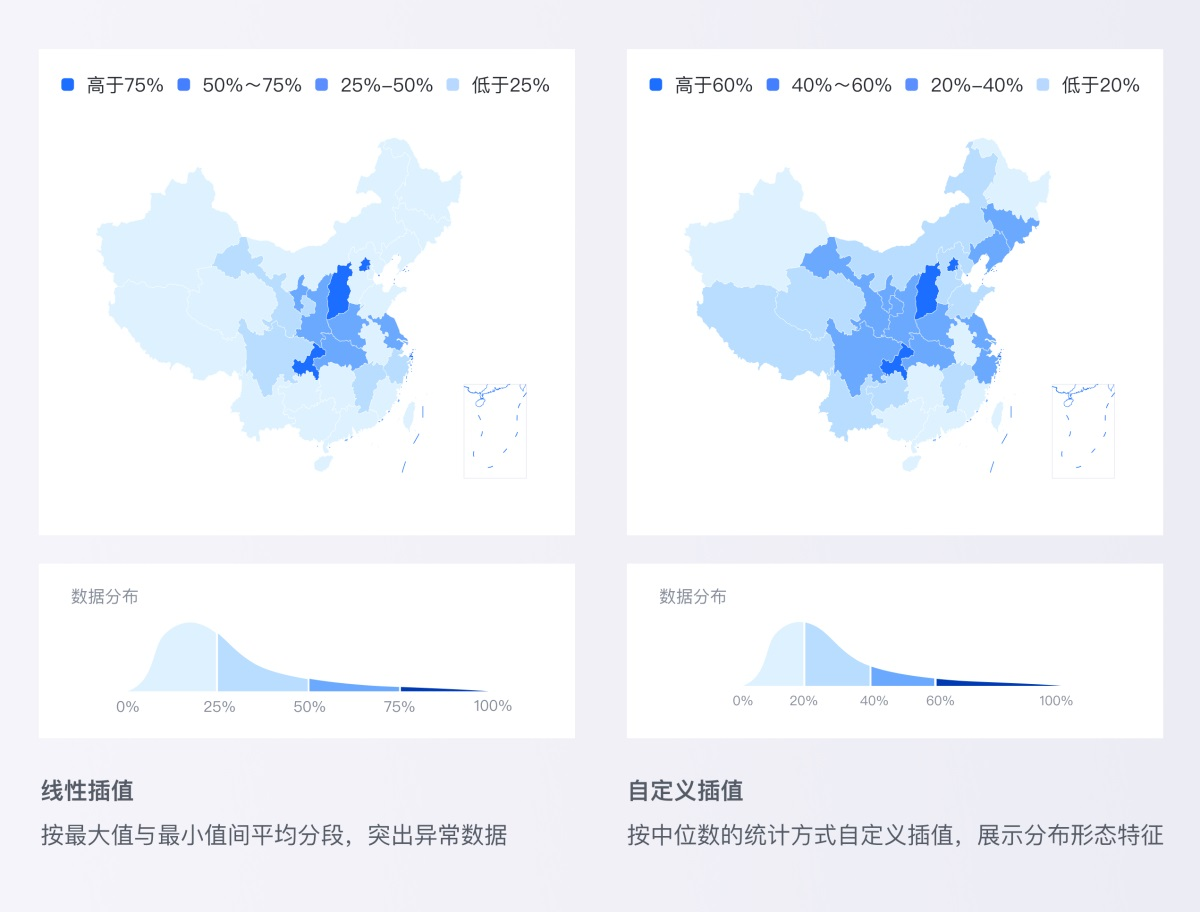 高于75% 50%～75% 25%–50% 低于25%
高于60% 40%～60% 20%–40% 低于20%
数据分布
0% 25% 50% 75% 100%
数据分布
0% 20% 40% 60% 100%
线性插值
按最大值与最小值间平均分段，突出异常数据
自定义插值
按中位数的统计方式自定义插值，展示分布形态特征